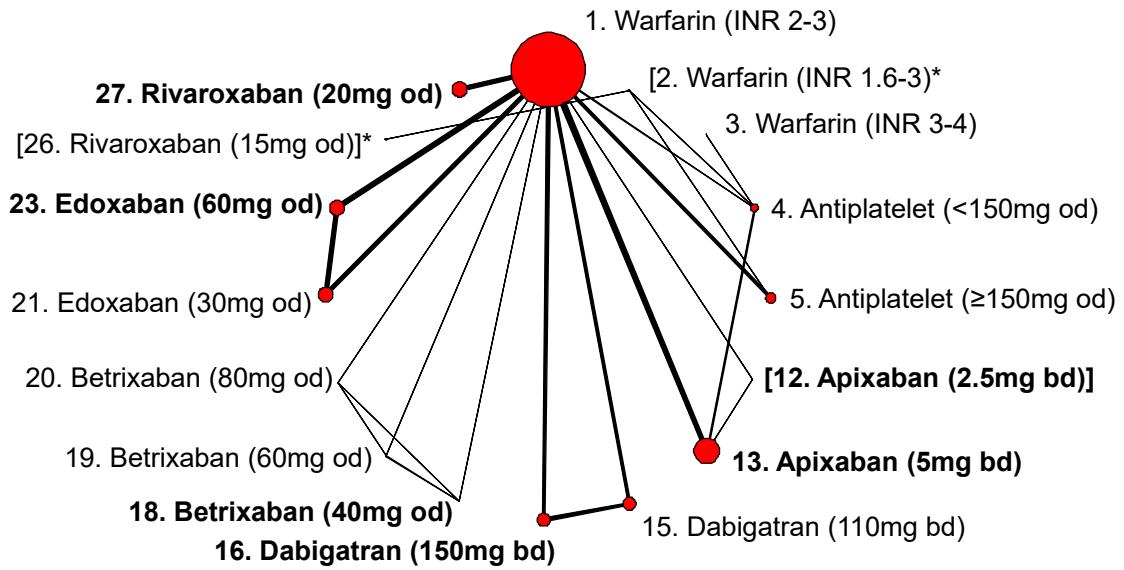 1. Warfarin (INR 2-3)
[2. Warfarin (INR 1.6-3)*
27. Rivaroxaban (20mg od)
3. Warfarin (INR 3-4)
[26. Rivaroxaban (15mg od)]*
23. Edoxaban (60mg od)
4. Antiplatelet (<150mg od)
21. Edoxaban (30mg od)
5. Antiplatelet (≥150mg od)
20. Betrixaban (80mg od)
[12. Apixaban (2.5mg bd)]
19. Betrixaban (60mg od)
13. Apixaban (5mg bd)
18. Betrixaban (40mg od)
15. Dabigatran (110mg bd)
16. Dabigatran (150mg bd)